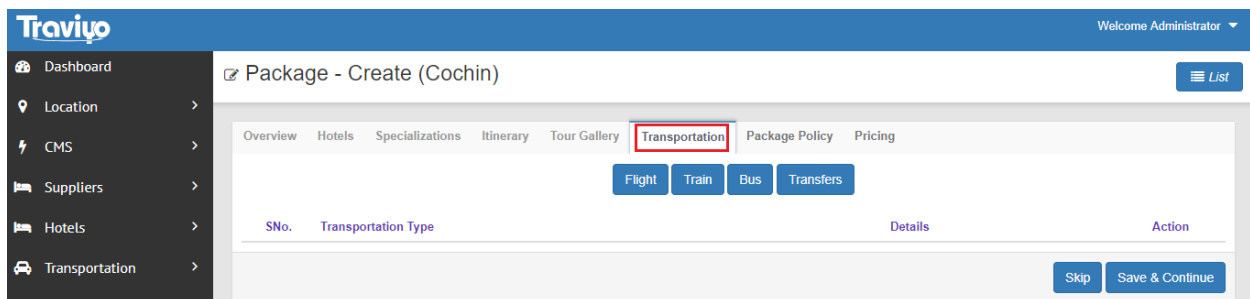 Traviyo
Welcome Administrator
Dashboard
Package - Create (Cochin)
List
Location
Overview Hotels Specializations Itinerary Tour Gallery Transportation Package Policy Pricing
CMS
Flight Train Bus Transfers
Suppliers
Hotels
SNo. Transportation Type Details Action
Transportation
Skip Save & Continue